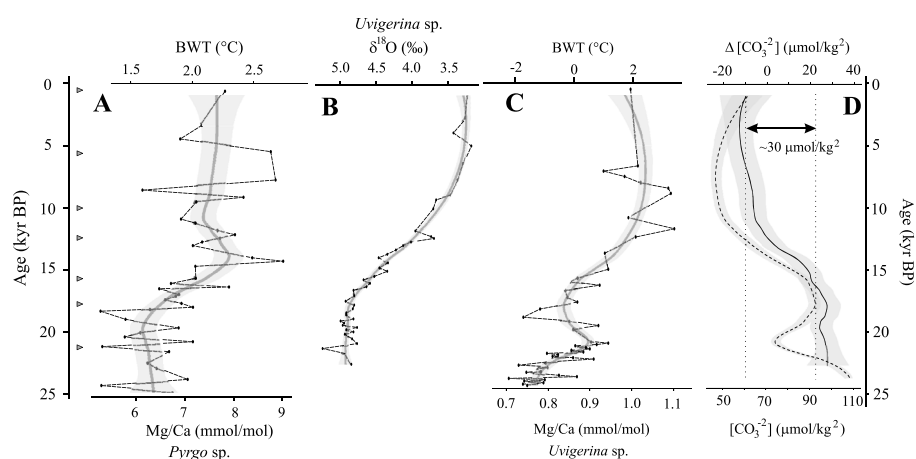 Uvigerina sp.
BWT (°C)
δ18O (‰)
BWT (°C)
Δ [CO3-2] (μmol/kg2)
1.5 2.0 2.5
5.0 4.5 4.0 3.5
-2 0 2
-20 0 20 40
A
B
C
D
0
5
10
15
20
25
Age (kyr BP)
~30 μmol/kg2
0
5
10
15
20
25
Age (kyr BP)
6 7 8 9
0.7 0.8 0.9 1.0 1.1
50 70 90 110
Mg/Ca (mmol/mol)
Pyrgo sp.
Mg/Ca (mmol/mol)
Uvigerina sp.
[CO3-2] (μmol/kg2)